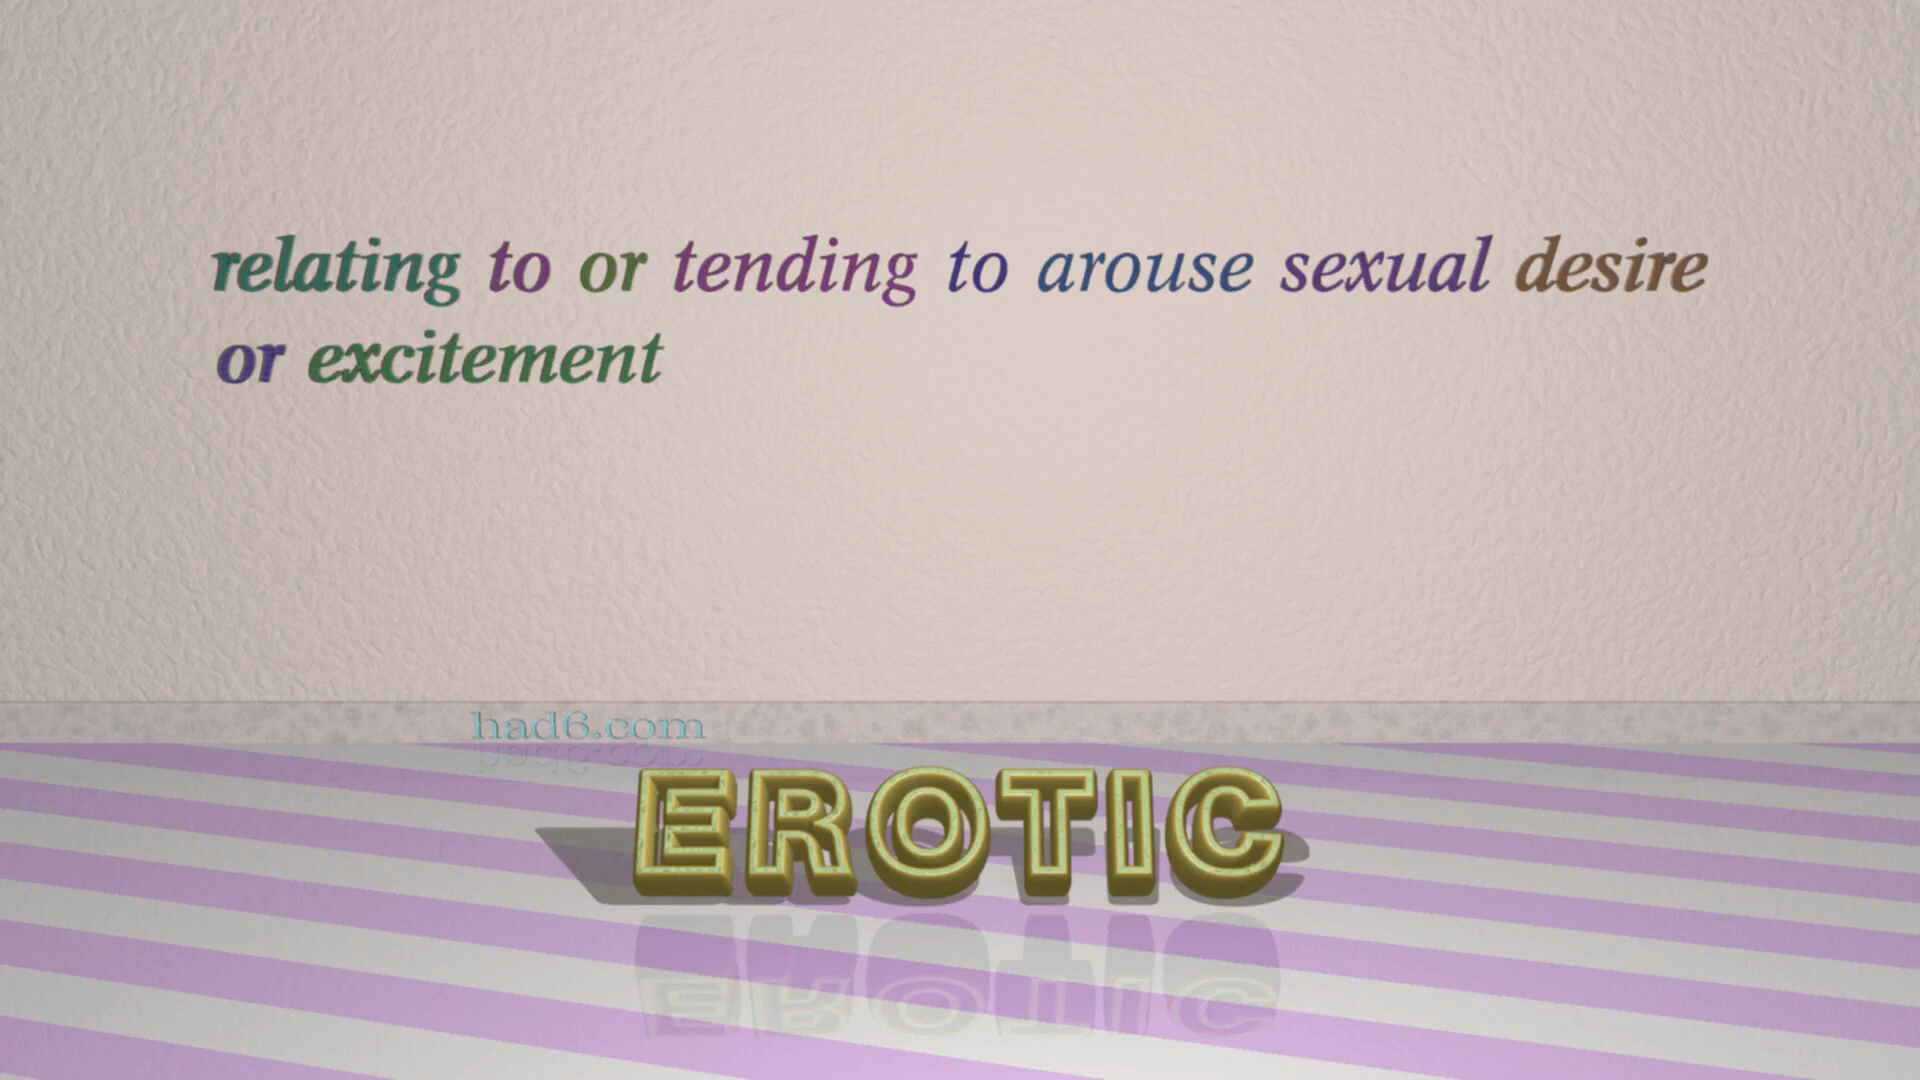 relating to or tending to arouse sexual desire
or excitement
had6.com
EROTIC